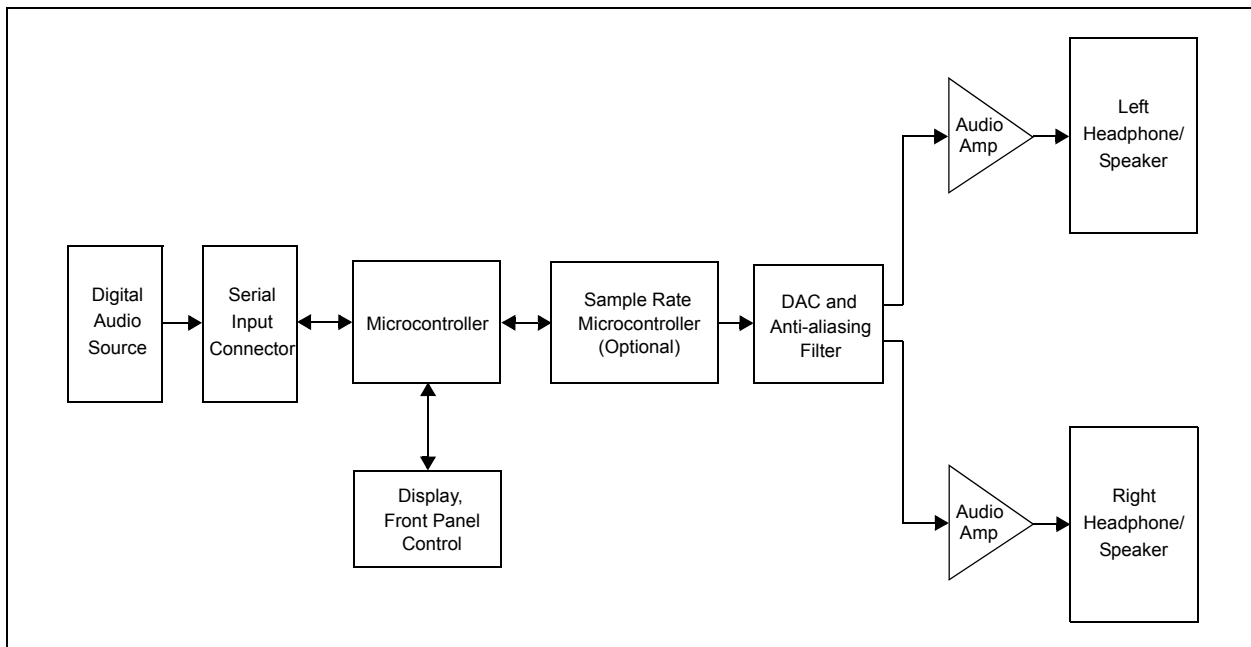 Digital
Audio
Source
Serial
Input
Connector
Microcontroller
Sample Rate
Microcontroller
(Optional)
DAC and
Anti-aliasing
Filter
Audio
Amp
Left
Headphone/
Speaker
Display,
Front Panel
Control
Audio
Amp
Right
Headphone/
Speaker